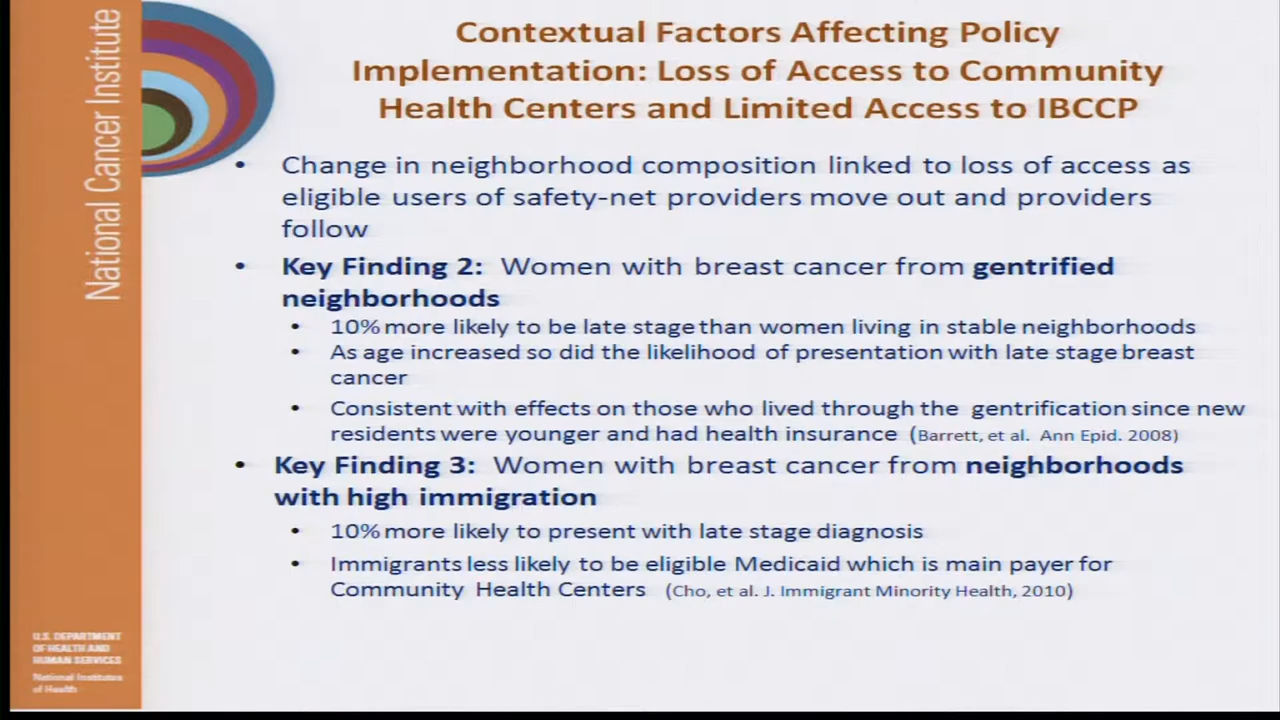 National Cancer Institute
Contextual Factors Affecting Policy
Implementation: Loss of Access to Community
Health Centers and Limited Access to IBCCP
• Change in neighborhood composition linked to loss of access as
eligible users of safety-net providers move out and providers
follow
• Key Finding 2: Women with breast cancer from gentrified
neighborhoods
• 10% more likely to be late stage than women living in stable neighborhoods
• As age increased so did the likelihood of presentation with late stage breast
cancer
• Consistent with effects on those who lived through the gentrification since new
residents were younger and had health insurance (Barrett, et al. Ann Epid. 2008)
• Key Finding 3: Women with breast cancer from neighborhoods
with high immigration
• 10% more likely to present with late stage diagnosis
• Immigrants less likely to be eligible Medicaid which is main payer for
Community Health Centers (Cho, et al. J. Immigrant Minority Health, 2010)
U.S. DEPARTMENT
OF HEALTH AND
HUMAN SERVICES
National Institutes
of Health